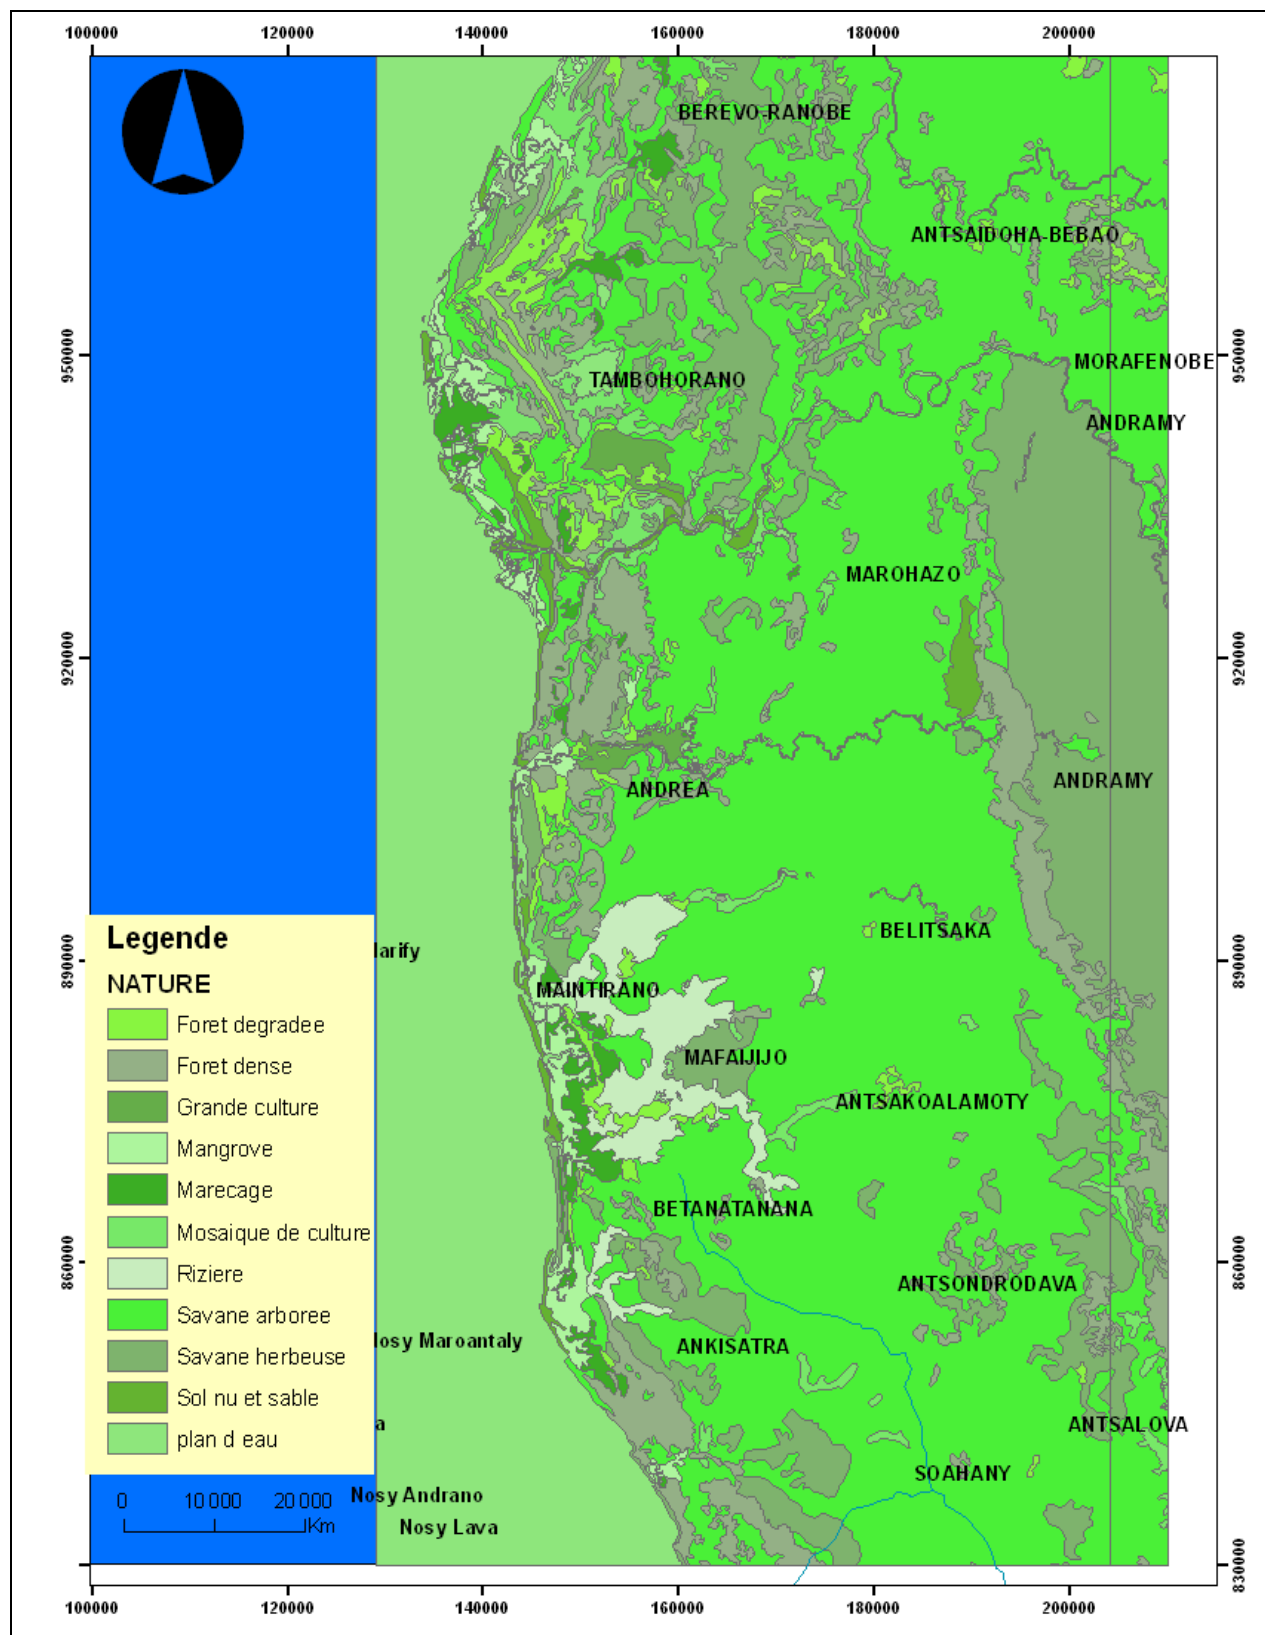 100000 120000 140000 160000 180000 200000
BEREVO-RANOBE
ANTSAIDOHA-BEBAO
950000 950000
MORAFENOBE
TAMBOHORANO
ANDRAMY
MAROHAZO
920000 920000
ANDRAMY
ANDREA
BELITSAKA
Legende
larify
890000 890000
NATURE
MAINTIRANO
Foret degradee
MAFAIJIJO
Foret dense
ANTSAKOALAMOTY
Grande culture
Mangrove
Marecage
BETANATANANA
Mosaique de culture
860000 860000
Riziere
ANTSONDRODAVA
Savane arboree
losy Maroantaly
ANKISATRA
Savane herbeuse
Sol nu et sable
a
ANTSALOVA
plan d eau
SOAHANY
Nosy Andrano
0 10 000 20 000
Km
Nosy Lava
830000
100000 120000 140000 160000 180000 200000